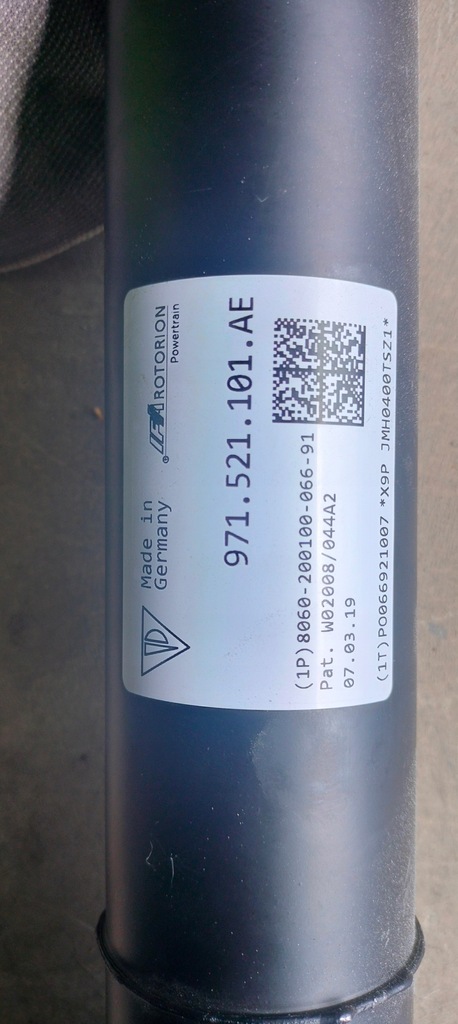 Made in
Germany
IFA ROTORION
Powertrain
®
971.521.101.AE
(1P)8060-200100-066-91
Pat. W02008/044A2
07.03.19
(1T)PO066921007 *X9P JMH0400TSZ1*